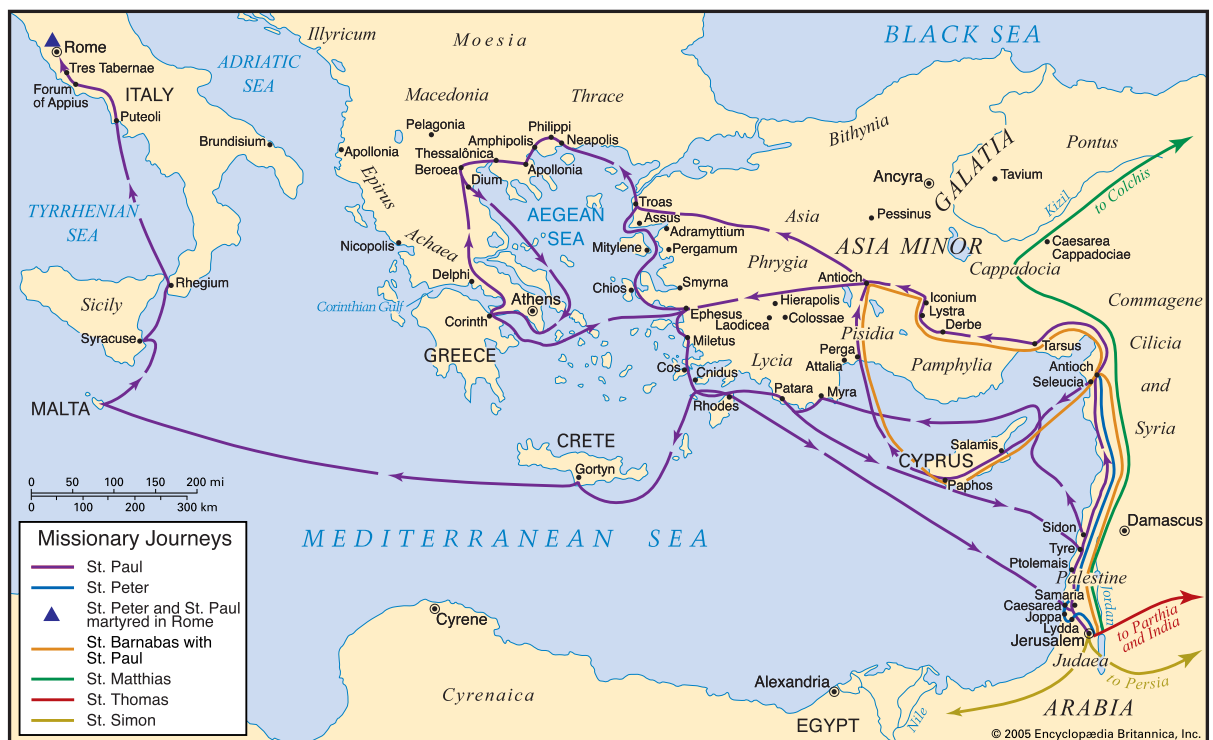 Illyricum
Moesia
BLACK SEA
Rome
Tres Tabernae
Forum
of Appius
ITALY
Puteoli
ADRIATIC
SEA
Macedonia
Thrace
Pelagonia
Philippi
Amphipolis
Neapolis
Brundisium
Apollonia
Thessalônica
Beroea
Apollonia
Dium
Epirus
Bithynia
GALATIA
Pontus
Ancyra
Tavium
Kizil
to Colchis
TYRRHENIAN
SEA
AEGEAN
SEA
Troas
Assus
Adramyttium
Mitylene
Pergamum
Asia
Pessinus
ASIA MINOR
Caesarea
Cappadociae
Cappadocia
Nicopolis
Achaea
Delphi
Phrygia
Antioch
Commagene
Rhegium
Sicily
Corinthian Gulf
Athens
Chios
Smyrna
Hierapolis
Iconium
Lystra
Derbe
Corinth
Ephesus
Laodicea
Colossae
Pisidia
Syracuse
GREECE
Miletus
Perga
Attalia
Pamphylia
Tarsus
Cilicia
Lycia
Cos
Cnidus
Antioch
Seleucia
and
MALTA
Rhodes
Patara
Myra
Syria
CRETE
Gortyn
Salamis
CYPRUS
Paphos
0 50 100 150 200 mi
0 100 200 300 km
MEDITERRANEAN SEA
Sidon
Damascus
Tyre
Ptolemais
Palestine
Samaria
Caesarea
Joppa
Lydda
Jordan
Jerusalem
Judaea
to Parthia
and India
to Persia
Missionary Journeys
St. Paul
St. Peter
St. Peter and St. Paul
martyred in Rome
St. Barnabas with
St. Paul
St. Matthias
St. Thomas
St. Simon
Cyrene
Cyrenaica
Alexandria
EGYPT
Nile
ARABIA
© 2005 Encyclopædia Britannica, Inc.